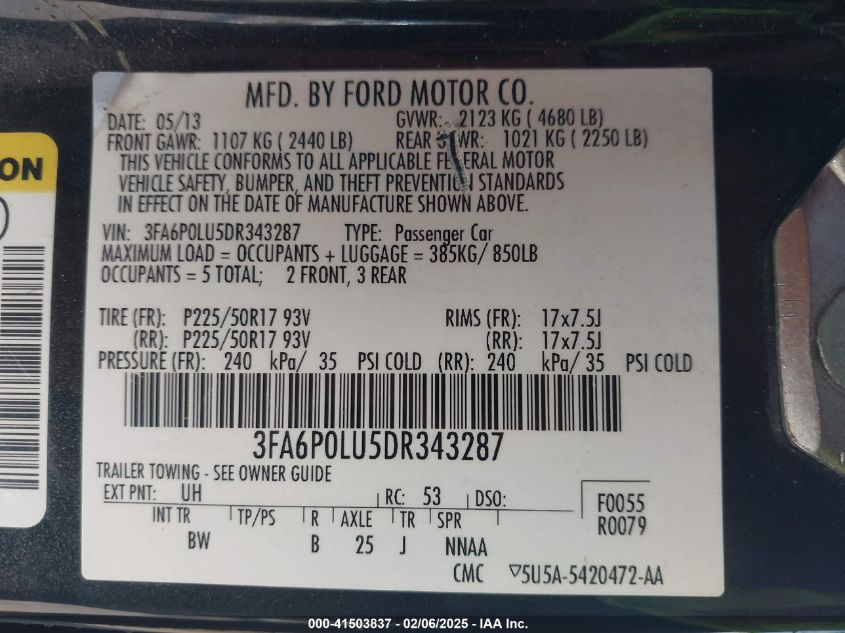 MFD. BY FORD MOTOR CO.
DATE: 05/13 GVWR: 2123 KG ( 4680 LB)
FRONT GAWR: 1107 KG ( 2440 LB) REAR GAWR: 1021 KG ( 2250 LB)
THIS VEHICLE CONFORMS TO ALL APPLICABLE FEDERAL MOTOR
VEHICLE SAFETY, BUMPER, AND THEFT PREVENTION STANDARDS
IN EFFECT ON THE DATE OF MANUFACTURE SHOWN ABOVE.
VIN: 3FA6P0LU5DR343287 TYPE: Passenger Car
MAXIMUM LOAD = OCCUPANTS + LUGGAGE = 385KG/ 850LB
OCCUPANTS = 5 TOTAL; 2 FRONT, 3 REAR
TIRE (FR): P225/50R17 93V RIMS (FR): 17x7.5J
(RR): P225/50R17 93V (RR): 17x7.5J
PRESSURE (FR): 240 kPa/ 35 PSI COLD (RR): 240 kPa/ 35 PSI COLD
3FA6P0LU5DR343287
TRAILER TOWING - SEE OWNER GUIDE
EXT PNT: UH RC: 53 DSO: F0055
R0079
INT TR TP/PS R AXLE TR SPR
BW B 25 J NNAA
CMC ▽5U5A-5420472-AA
ON
000-41503837 - 02/06/2025 - IAA Inc.